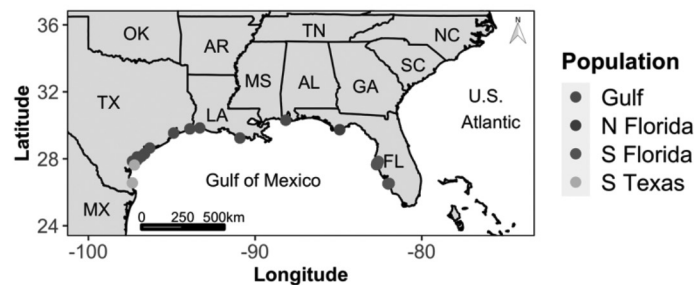 36
32
28
24
Latitude
OK
TN
NC
AR
SC
MS
AL
GA
TX
LA
U.S.
Atlantic
FL
Gulf of Mexico
MX
0 250 500km
N
-100
-90
-80
Longitude
Population
Gulf
N Florida
S Florida
S Texas